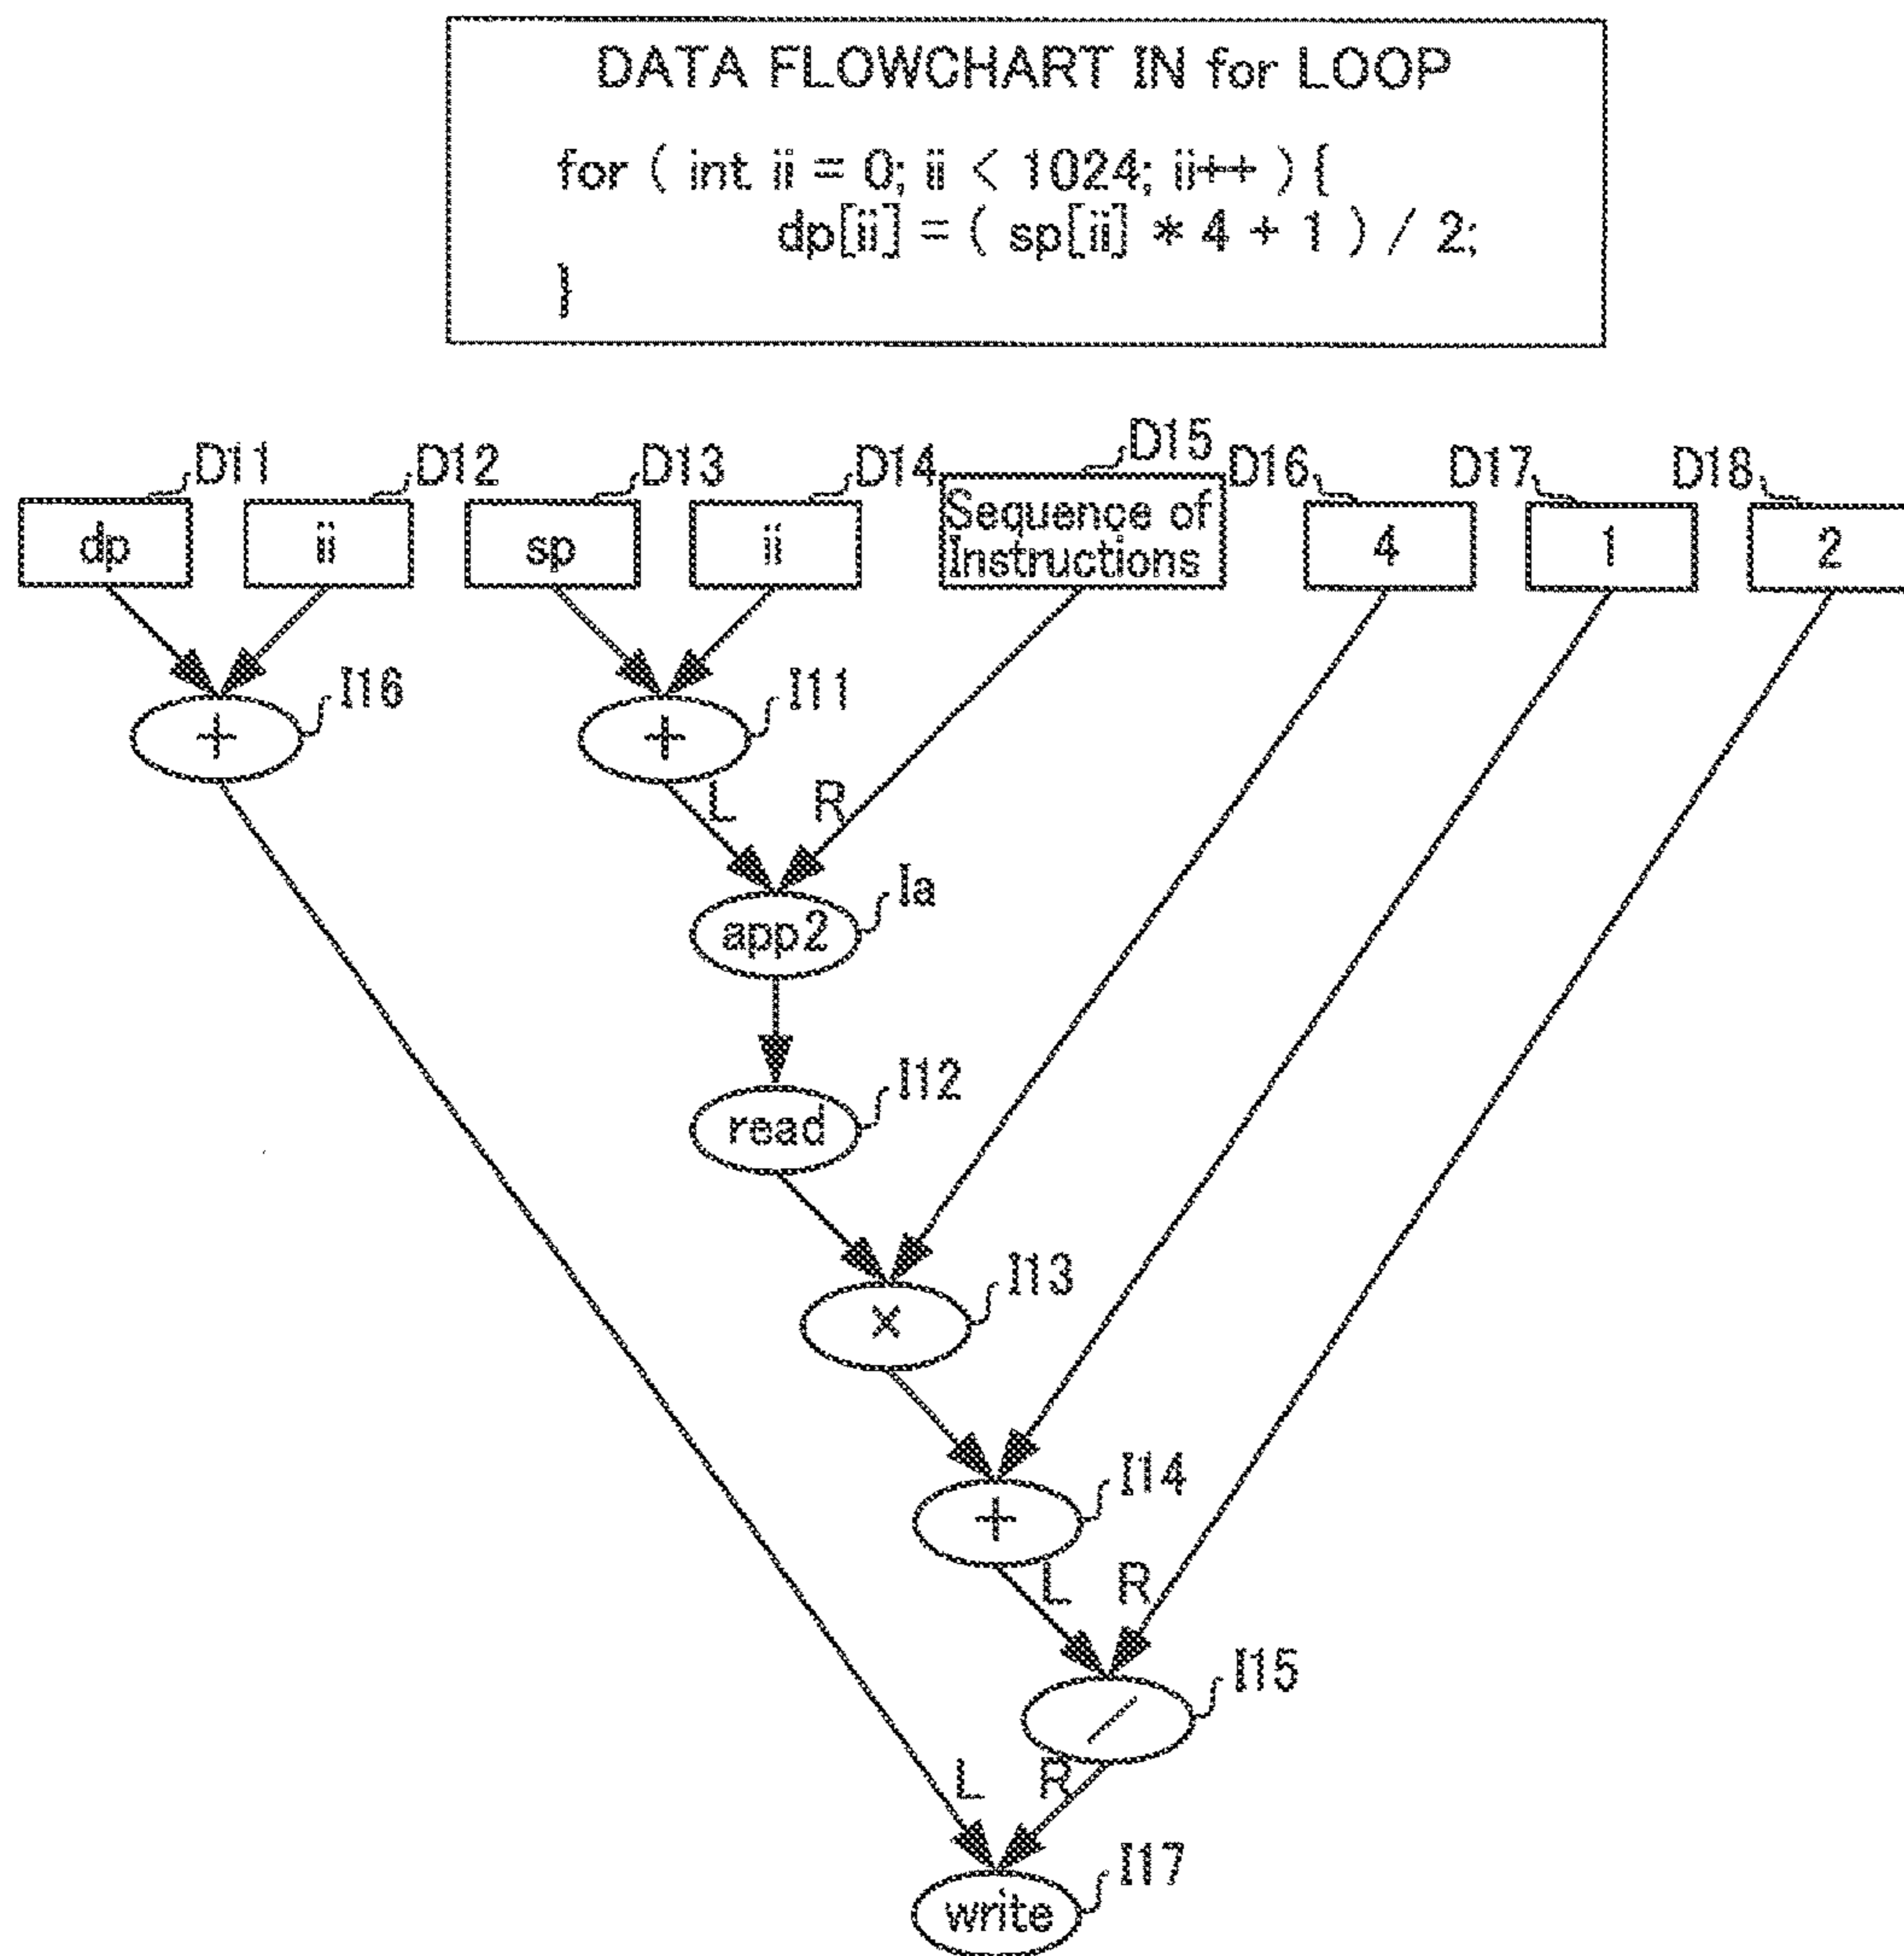 DATA FLOWCHART IN for LOOP
for ( int ii = 0; ii < 1024; ii++ ) {
dp[ii] = ( sp[ii] * 4 + 1 ) / 2;
}
D11 D12 D13 D14 D15 D16 D17 D18
dp ii sp ii Sequence of 4 1 2
Instructions
I16 I11
+ +
L R
Ia
app2
I12
read
I13
×
I14
+
L R
I15
/
L R
I17
write